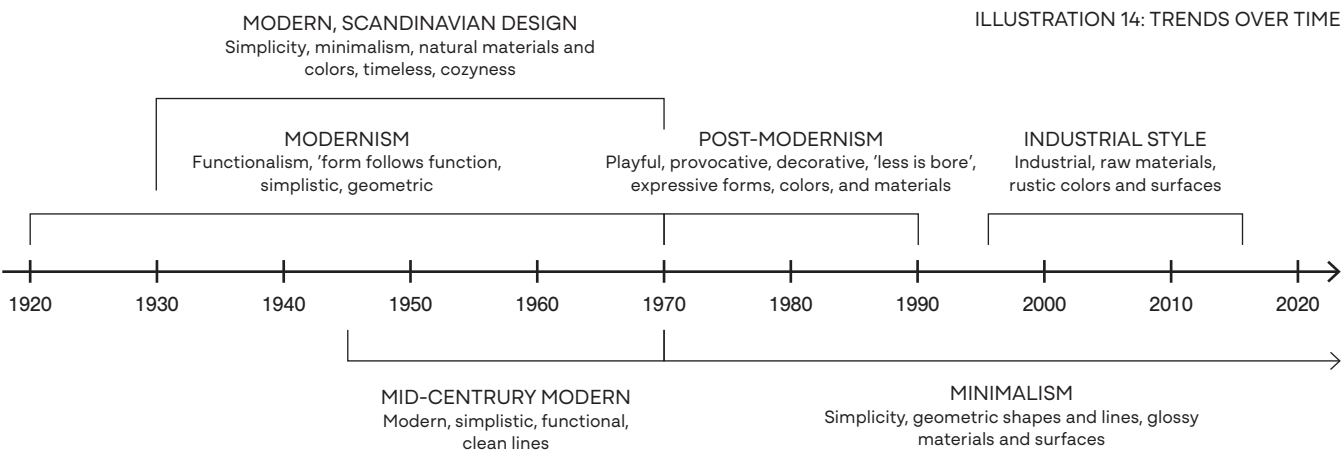 ILLUSTRATION 14: TRENDS OVER TIME
MODERN, SCANDINAVIAN DESIGN
Simplicity, minimalism, natural materials and
colors, timeless, cozyness
MODERNISM
Functionalism, ’form follows function,
simplistic, geometric
POST-MODERNISM
Playful, provocative, decorative, ’less is bore’,
expressive forms, colors, and materials
INDUSTRIAL STYLE
Industrial, raw materials,
rustic colors and surfaces
1920 1930 1940 1950 1960 1970 1980 1990 2000 2010 2020
MID-CENTRURY MODERN
Modern, simplistic, functional,
clean lines
MINIMALISM
Simplicity, geometric shapes and lines, glossy
materials and surfaces